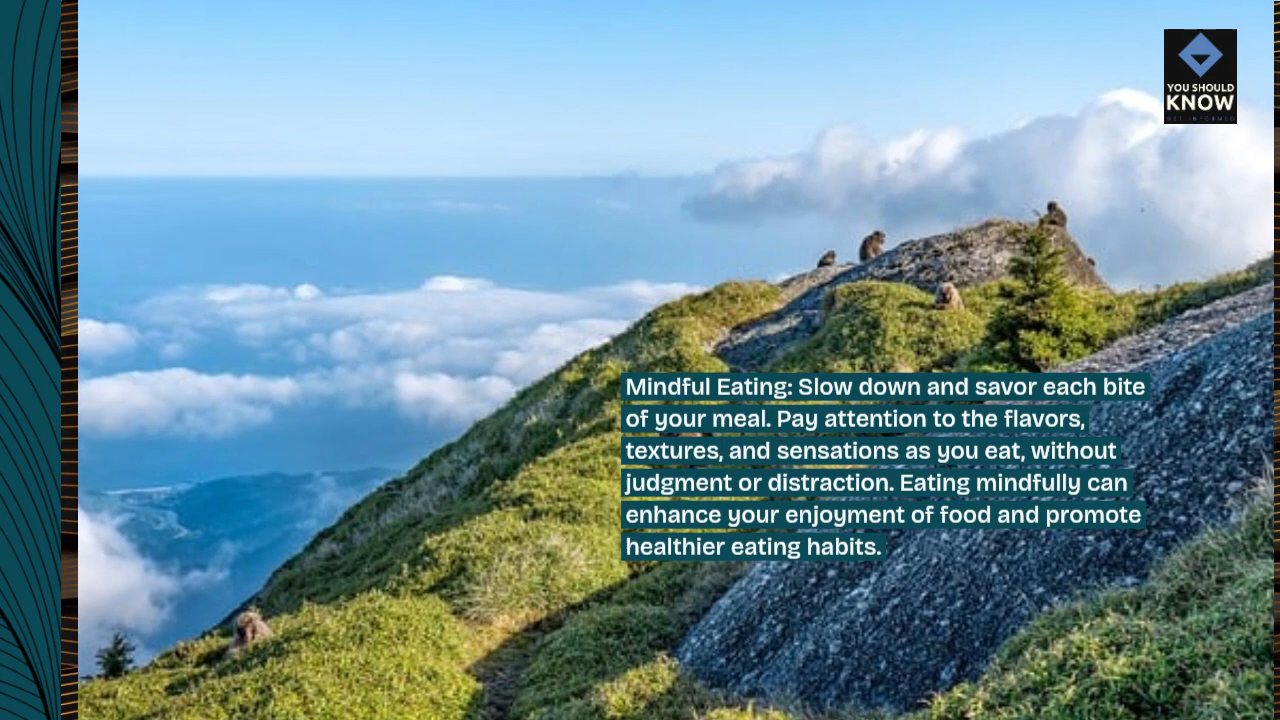 YOU SHOULD
KNOW
GET INFORMED
Mindful Eating: Slow down and savor each bite
of your meal. Pay attention to the flavors,
textures, and sensations as you eat, without
judgment or distraction. Eating mindfully can
enhance your enjoyment of food and promote
healthier eating habits.